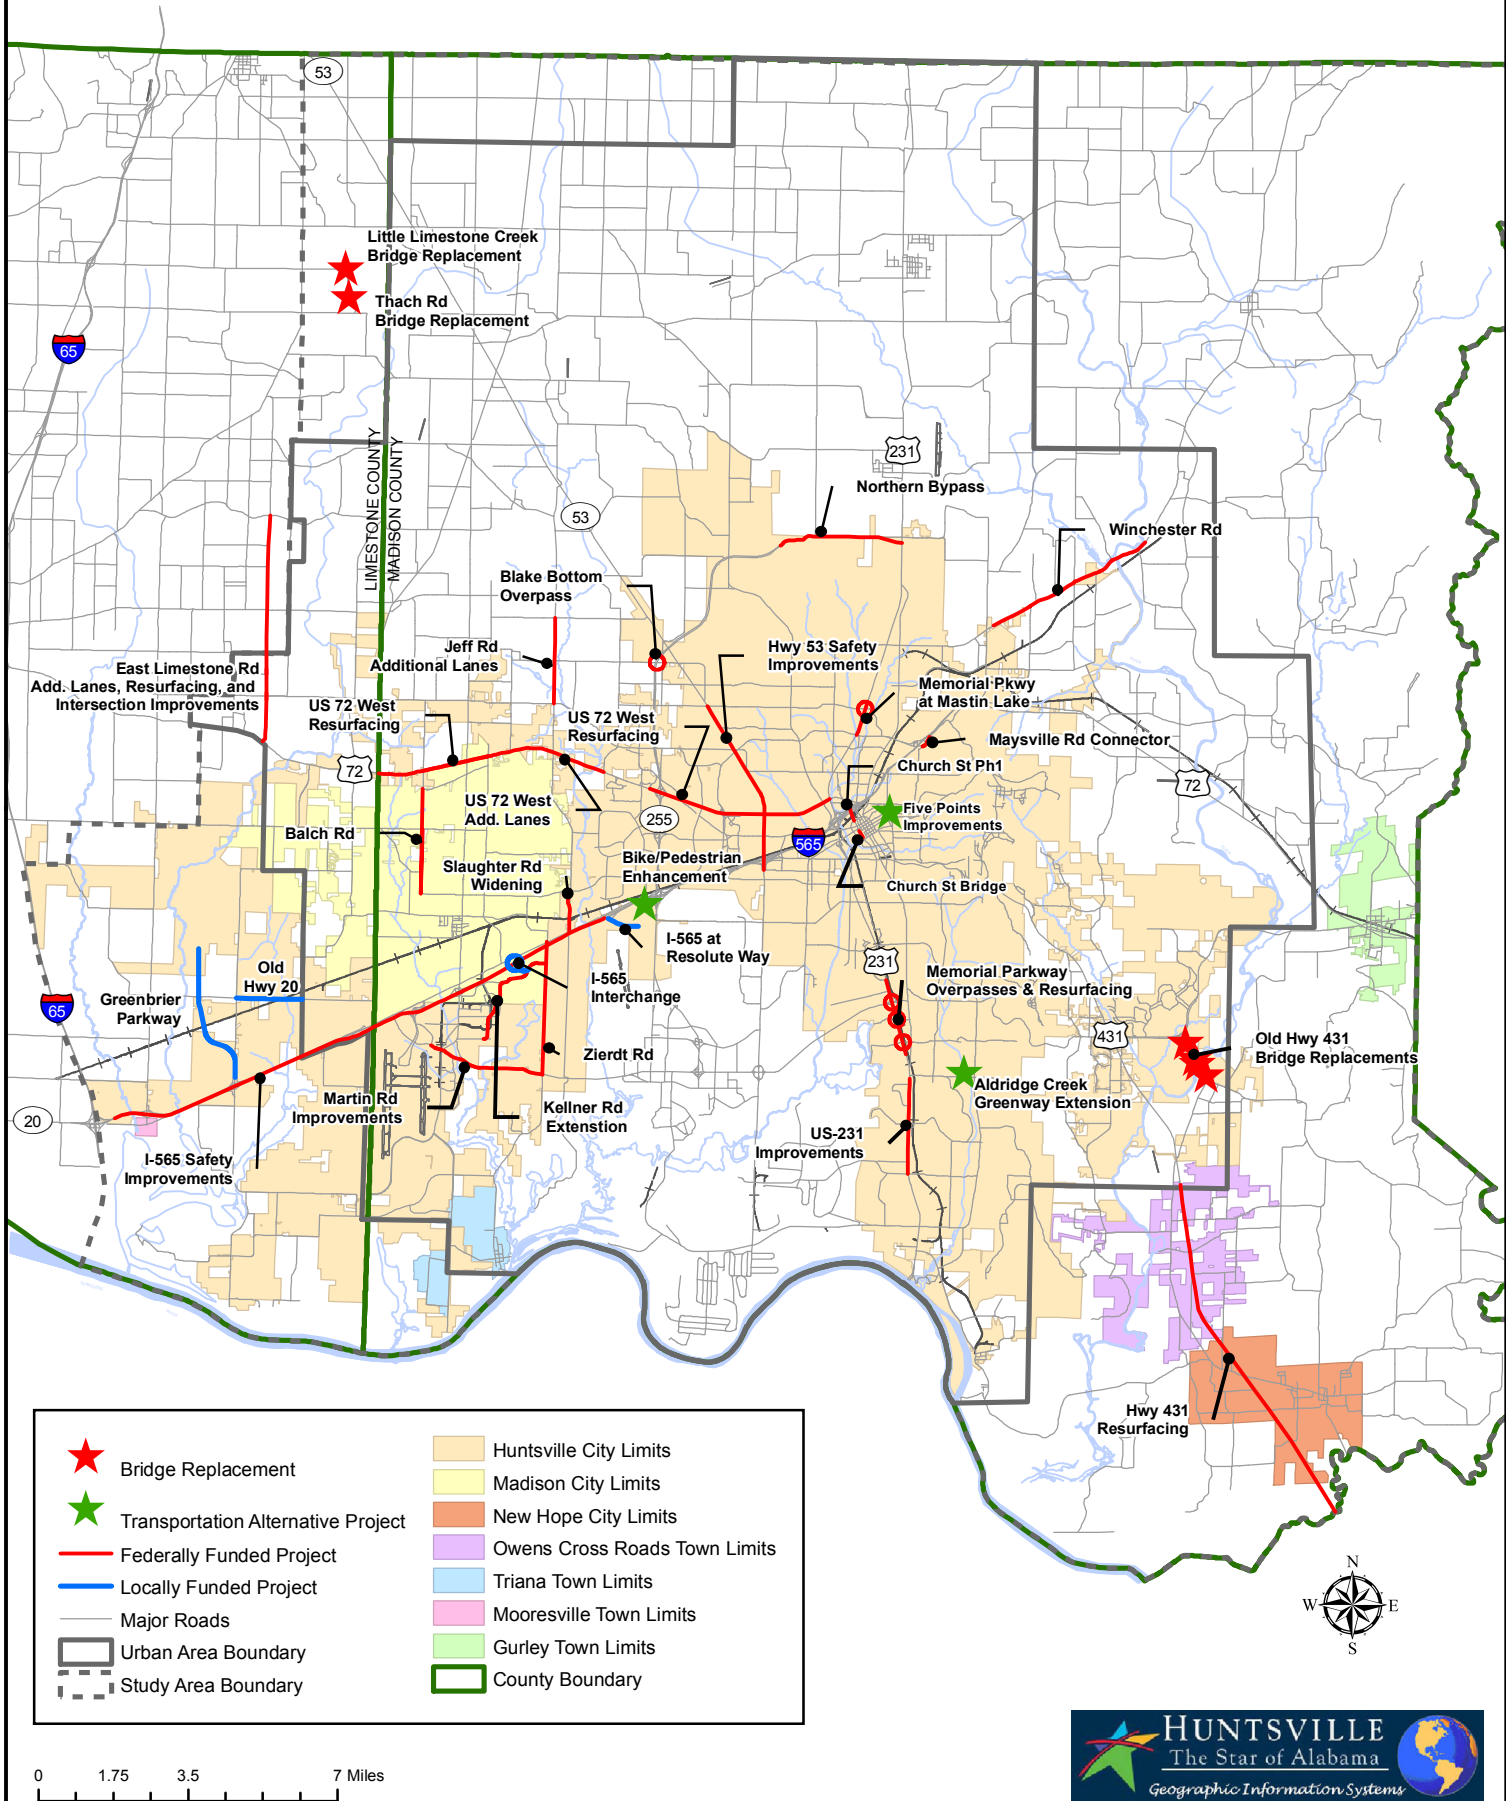 53
Little Limestone Creek
Bridge Replacement
Thach Rd
Bridge Replacement
65
LIMESTONE COUNTY
MADISON COUNTY
231
Northern Bypass
53
Winchester Rd
Blake Bottom
Overpass
Jeff Rd
Additional Lanes
Hwy 53 Safety
Improvements
East Limestone Rd
Add. Lanes, Resurfacing, and
Intersection Improvements
Memorial Pkwy
at Mastin Lake
US 72 West
Resurfacing
US 72 West
Resurfacing
Maysville Rd Connector
72
Church St Ph1
72
US 72 West
Add. Lanes
255
Five Points
Improvements
Balch Rd
565
Bike/Pedestrian
Enhancement
Slaughter Rd
Widening
Church St Bridge
I-565 at
Resolute Way
231
Old
Hwy 20
I-565
Interchange
Memorial Parkway
Overpasses & Resurfacing
Greenbrier
Parkway
65
431
Old Hwy 431
Bridge Replacements
Zierdt Rd
Aldridge Creek
Greenway Extension
Martin Rd
Improvements
Kellner Rd
Extenstion
20
US-231
Improvements
I-565 Safety
Improvements
Hwy 431
Resurfacing
Bridge Replacement
Transportation Alternative Project
Federally Funded Project
Locally Funded Project
Major Roads
Urban Area Boundary
Study Area Boundary
Huntsville City Limits
Madison City Limits
New Hope City Limits
Owens Cross Roads Town Limits
Triana Town Limits
Mooresville Town Limits
Gurley Town Limits
County Boundary
N
W E
S
HUNTSVILLE
The Star of Alabama
Geographic Information Systems
0 1.75 3.5 7 Miles